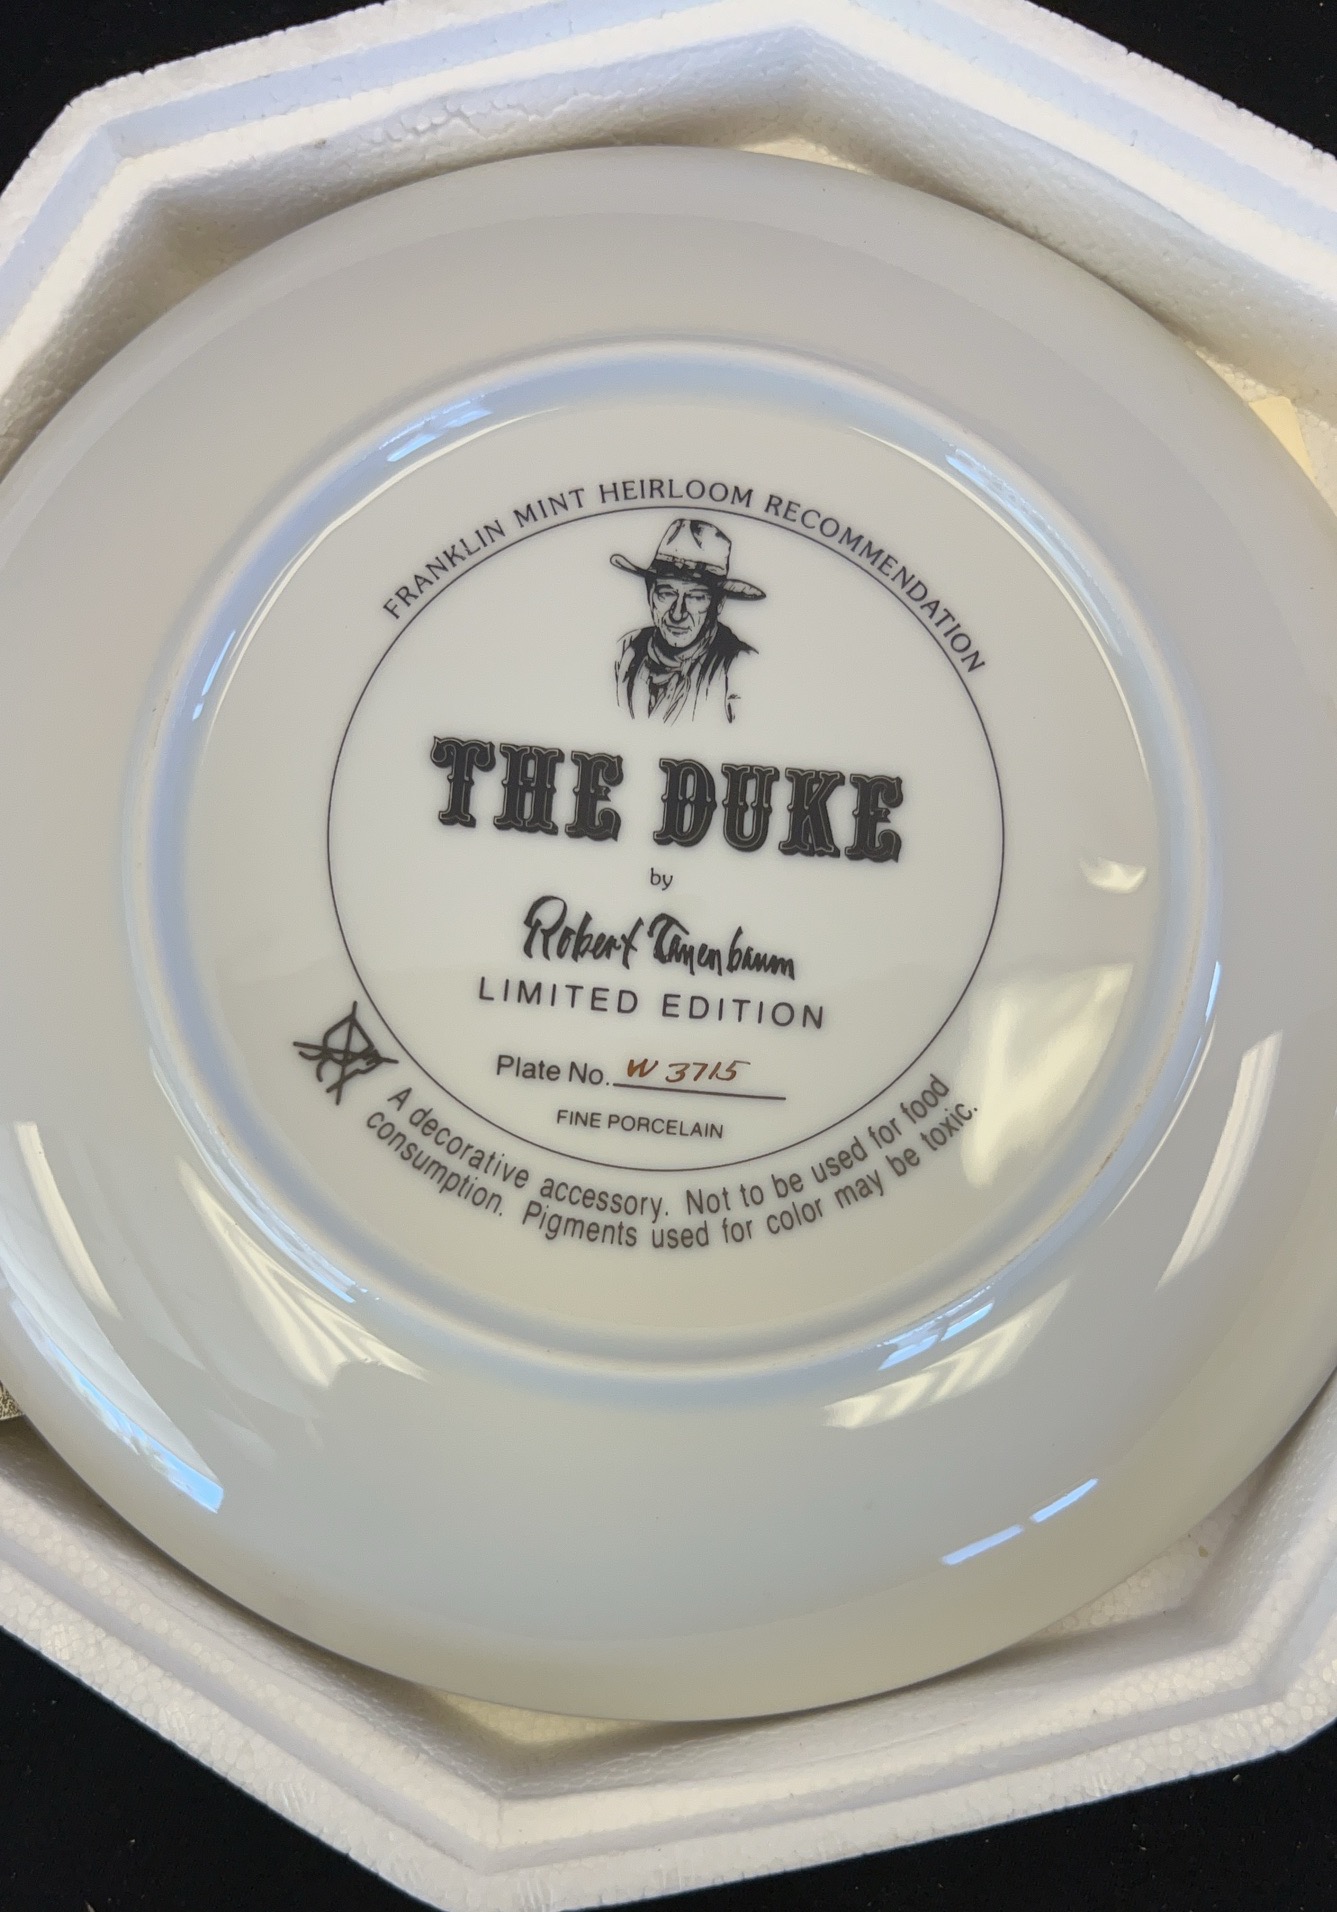 FRANKLIN MINT HEIRLOOM RECOMMENDATION
THE DUKE
by
Robert Tanenbaum
LIMITED EDITION
Plate No. W 3715
FINE PORCELAIN
A decorative accessory. Not to be used for food
consumption. Pigments used for color may be toxic.